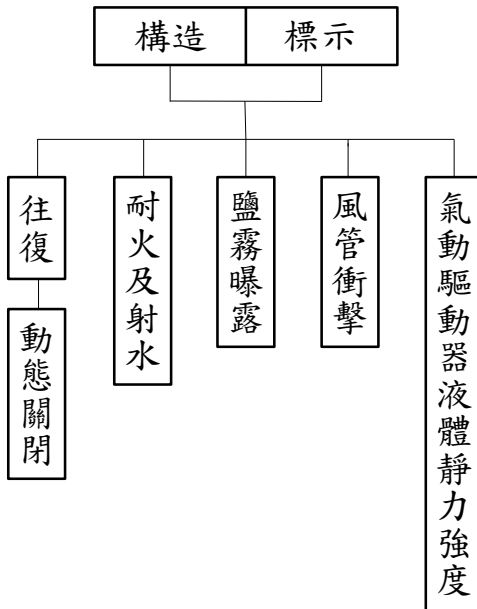 構造
標示
往復
動態關閉
耐火及射水
鹽霧曝露
風管衝擊
氣動驅動器液體靜力強度